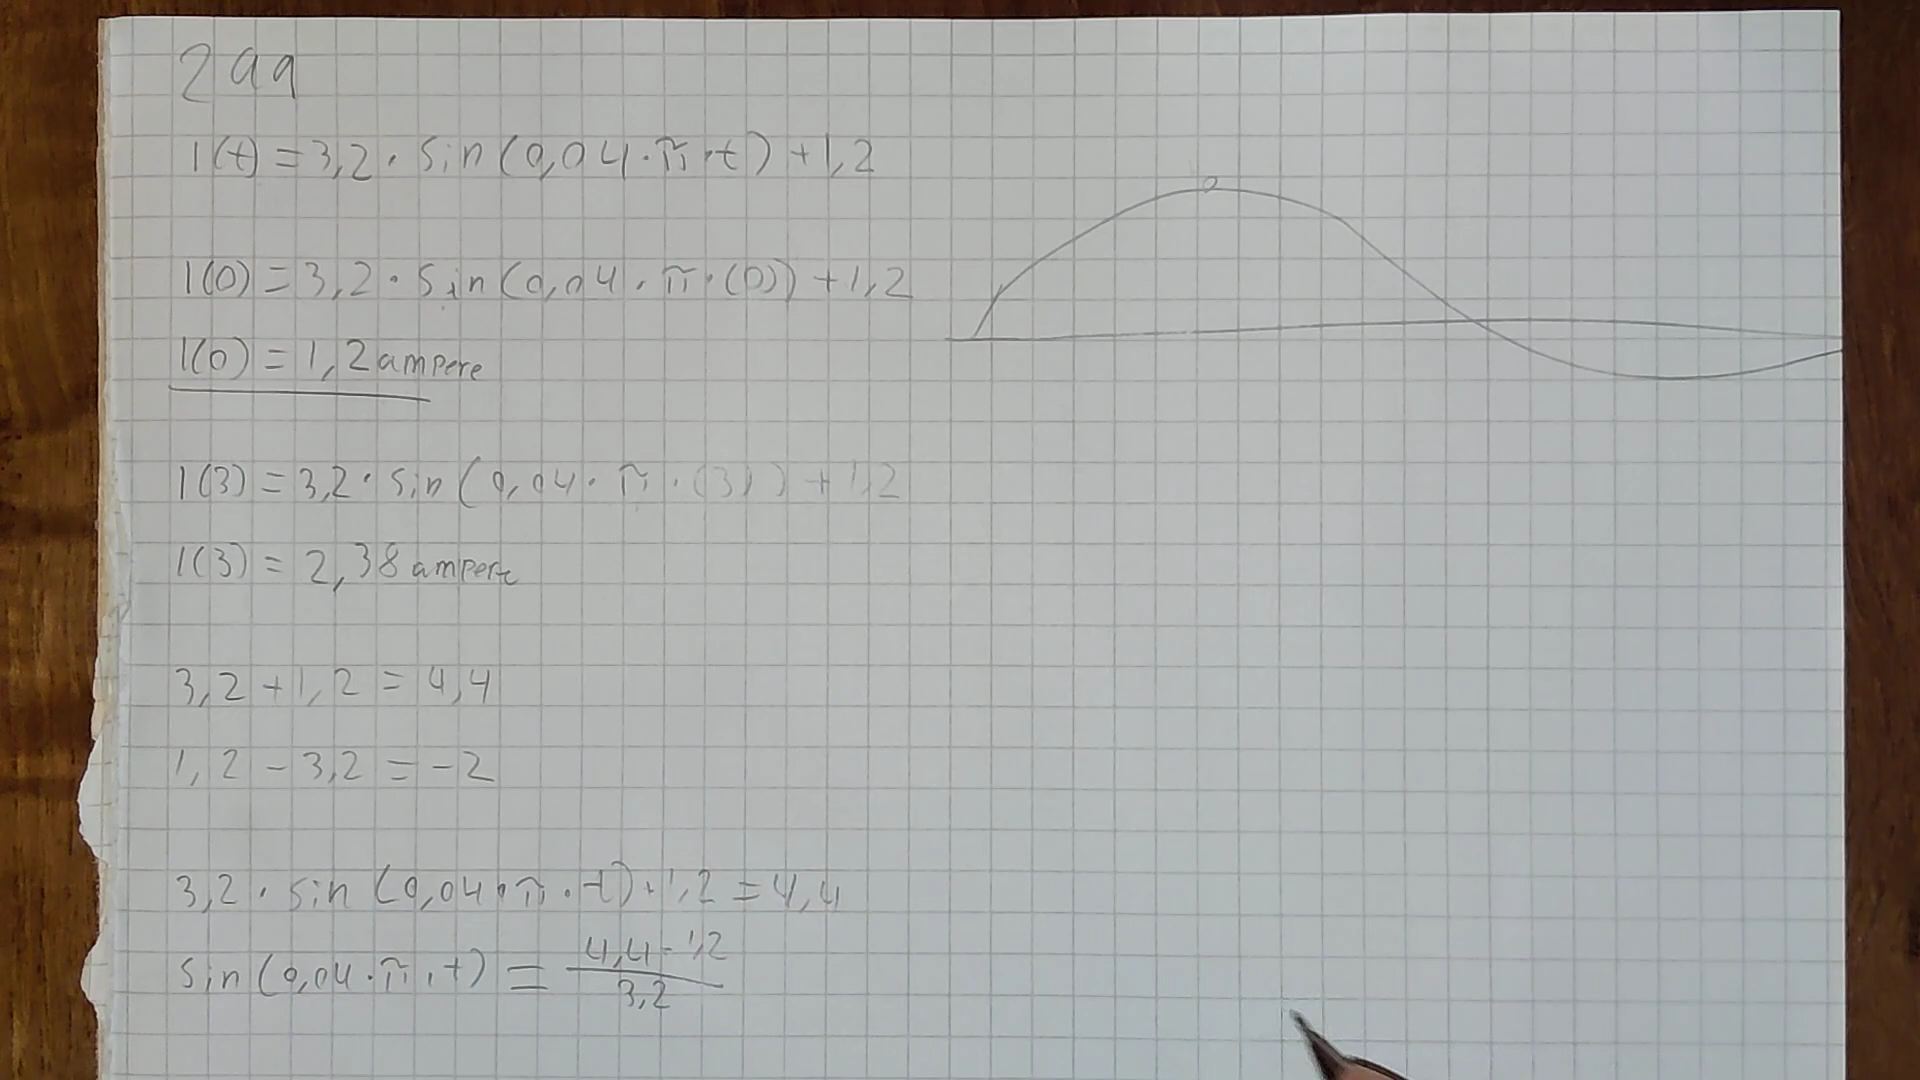 2aa
I(t) = 3,2 · sin(0,04 · π · t) + 1,2
I(0) = 3,2 · sin(0,04 · π · (0)) + 1,2
I(0) = 1,2 ampere
I(3) = 3,2 · sin(0,04 · π · (3)) + 1,2
I(3) = 2,38 ampere
3,2 + 1,2 = 4,4
1,2 - 3,2 = -2
3,2 · sin(0,04 · π · t) + 1,2 = 4,4
sin(0,04 · π · t) = (4,4 - 1,2) / 3,2